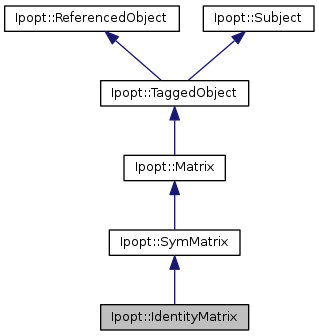 Ipopt::ReferencedObject
Ipopt::Subject
Ipopt::TaggedObject
Ipopt::Matrix
Ipopt::SymMatrix
Ipopt::IdentityMatrix